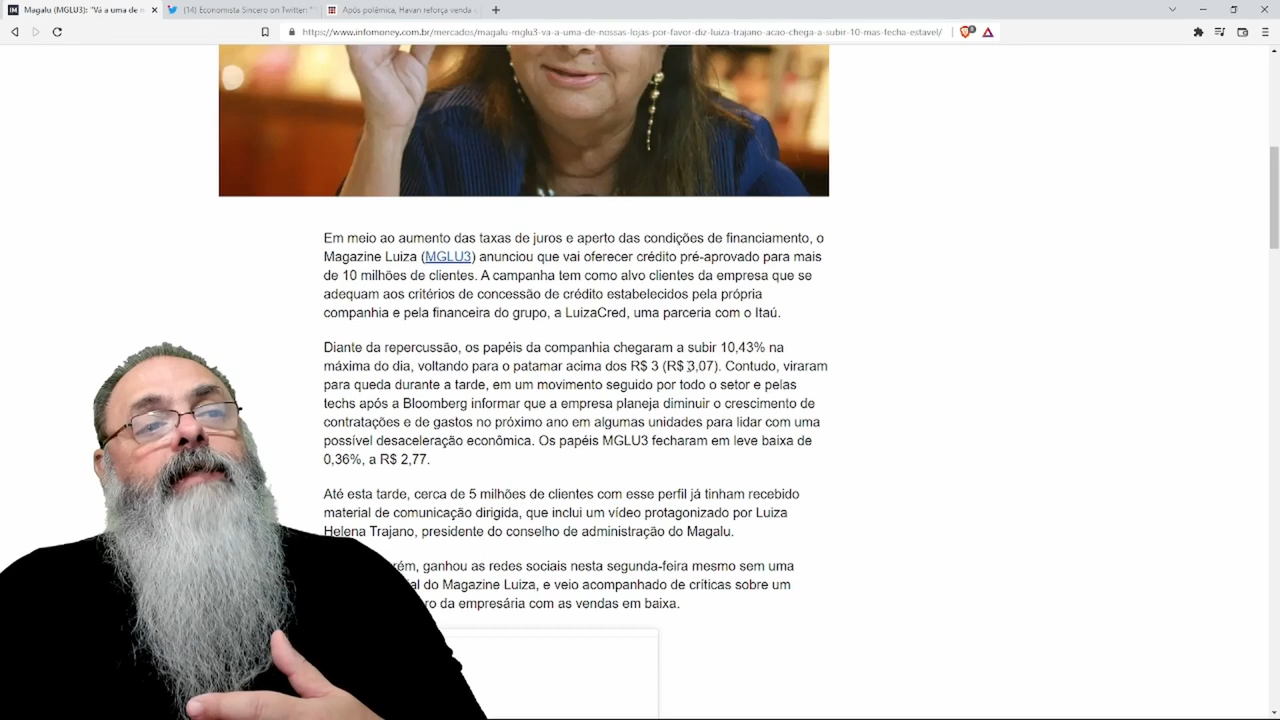 Magalu (MGLU3): "Vá a uma de n
(14) Economista Sincero on Twitter: "
Após polêmica, Havan reforça venda
https://www.infomoney.com.br/mercados/magalu-mglu3-va-a-uma-de-nossas-lojas-por-favor-diz-luiza-trajano-acao-chega-a-subir-10-mas-fecha-estavel/
Em meio ao aumento das taxas de juros e aperto das condições de financiamento, o
Magazine Luiza (MGLU3) anunciou que vai oferecer crédito pré-aprovado para mais
de 10 milhões de clientes. A campanha tem como alvo clientes da empresa que se
adequam aos critérios de concessão de crédito estabelecidos pela própria
companhia e pela financeira do grupo, a LuizaCred, uma parceria com o Itaú.
Diante da repercussão, os papéis da companhia chegaram a subir 10,43% na
máxima do dia, voltando para o patamar acima dos R$ 3 (R$ 3,07). Contudo, viraram
para queda durante a tarde, em um movimento seguido por todo o setor e pelas
techs após a Bloomberg informar que a empresa planeja diminuir o crescimento de
contratações e de gastos no próximo ano em algumas unidades para lidar com uma
possível desaceleração econômica. Os papéis MGLU3 fecharam em leve baixa de
0,36%, a R$ 2,77.
Até esta tarde, cerca de 5 milhões de clientes com esse perfil já tinham recebido
material de comunicação dirigida, que inclui um vídeo protagonizado por Luiza
Helena Trajano, presidente do conselho de administração do Magalu.
rém, ganhou as redes sociais nesta segunda-feira mesmo sem uma
al do Magazine Luiza, e veio acompanhado de críticas sobre um
ro da empresária com as vendas em baixa.